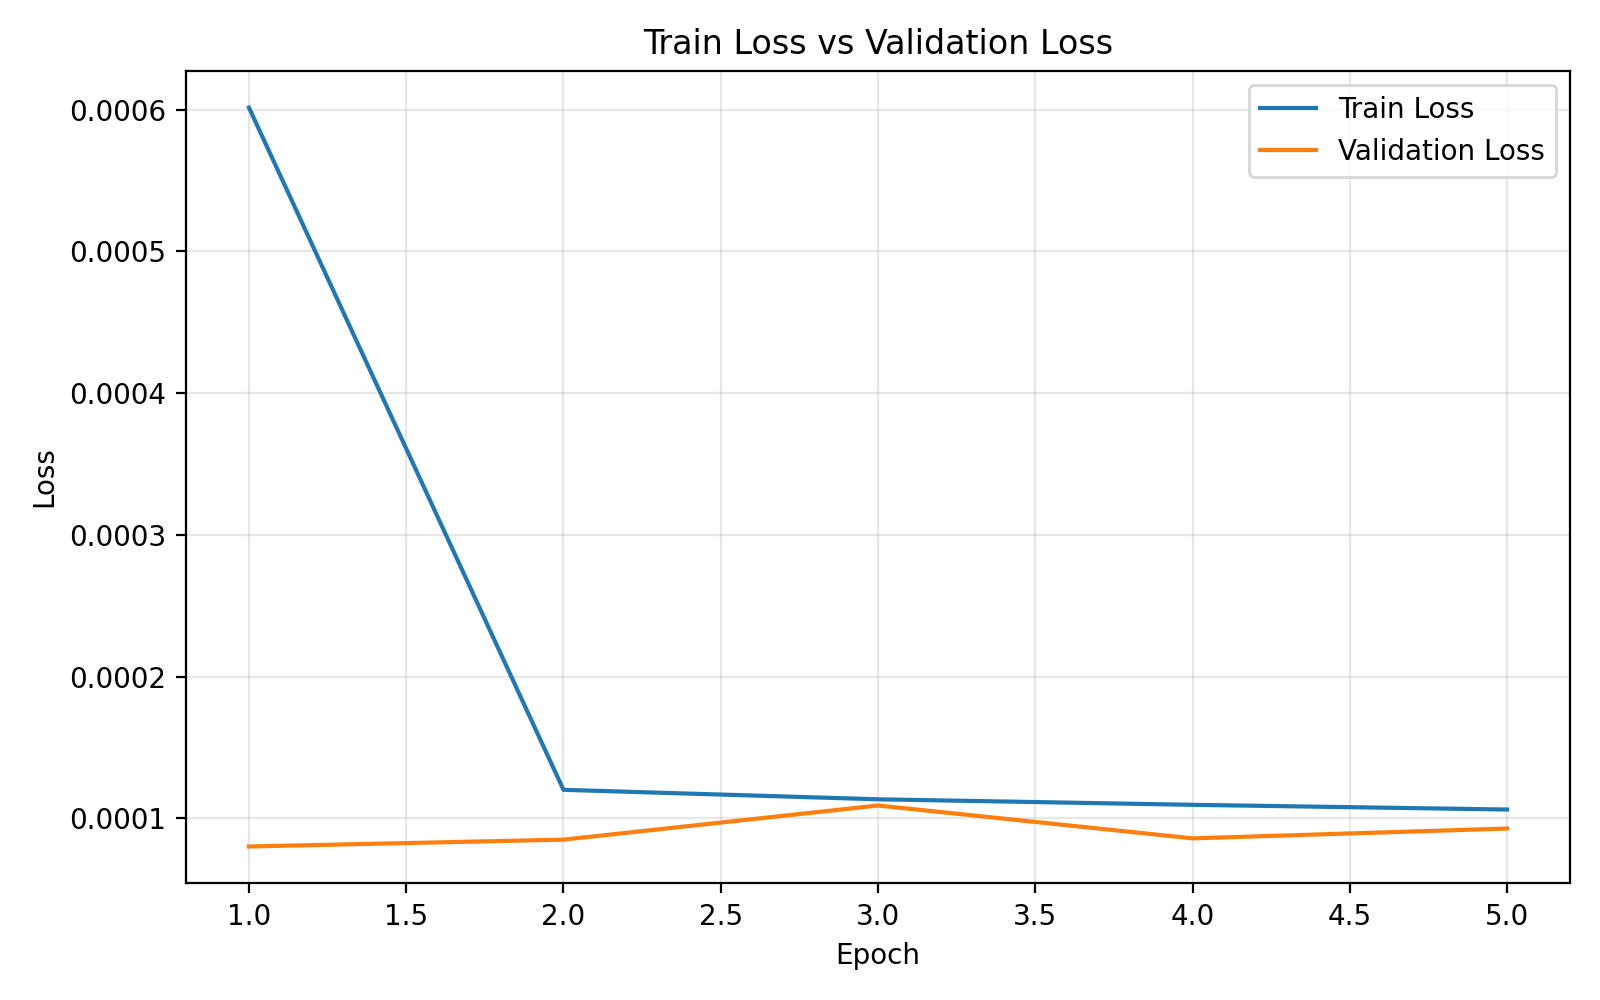 Train Loss vs Validation Loss
Train Loss
Validation Loss
0.0006
0.0005
0.0004
0.0003
0.0002
0.0001
Loss
1.0 1.5 2.0 2.5 3.0 3.5 4.0 4.5 5.0
Epoch